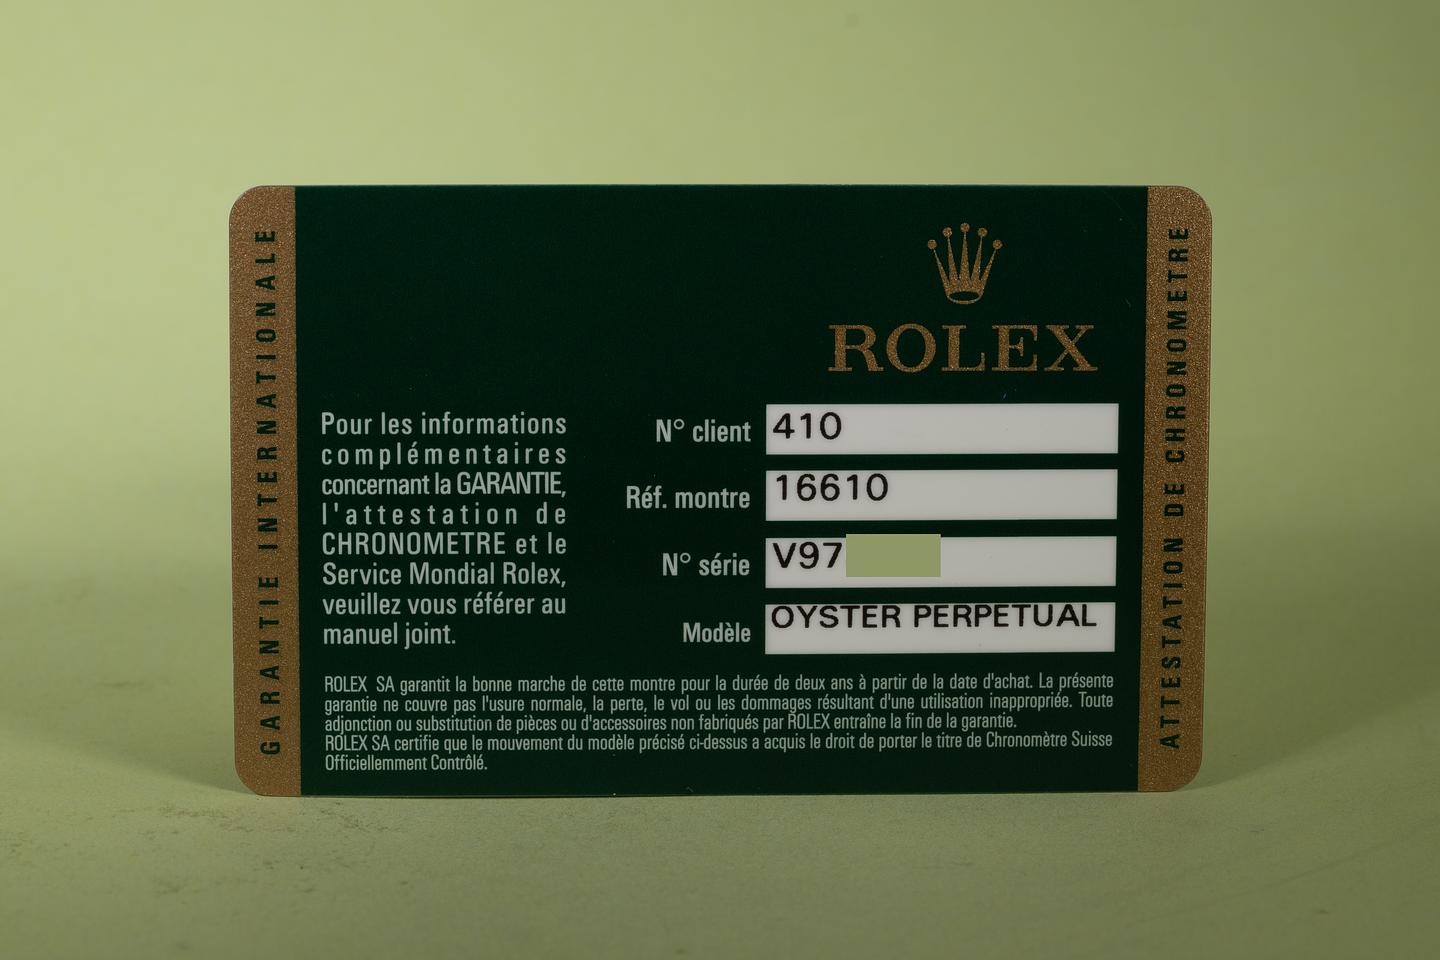 GARANTIE INTERNATIONALE
ROLEX
Pour les informations
complémentaires
concernant la GARANTIE,
l'attestation de
CHRONOMETRE et le
Service Mondial Rolex,
veuillez vous référer au
manuel joint.
N° client 410
Réf. montre 16610
N° série V97
Modèle OYSTER PERPETUAL
ROLEX SA garantit la bonne marche de cette montre pour la durée de deux ans à partir de la date d'achat. La présente
garantie ne couvre pas l'usure normale, la perte, le vol ou les dommages résultant d'une utilisation inappropriée. Toute
adjonction ou substitution de pièces ou d'accessoires non fabriqués par ROLEX entraîne la fin de la garantie.
ROLEX SA certifie que le mouvement du modèle précisé ci-dessus a acquis le droit de porter le titre de Chronomètre Suisse
Officiellemment Contrôlé.
ATTESTATION DE CHRONOMETRE